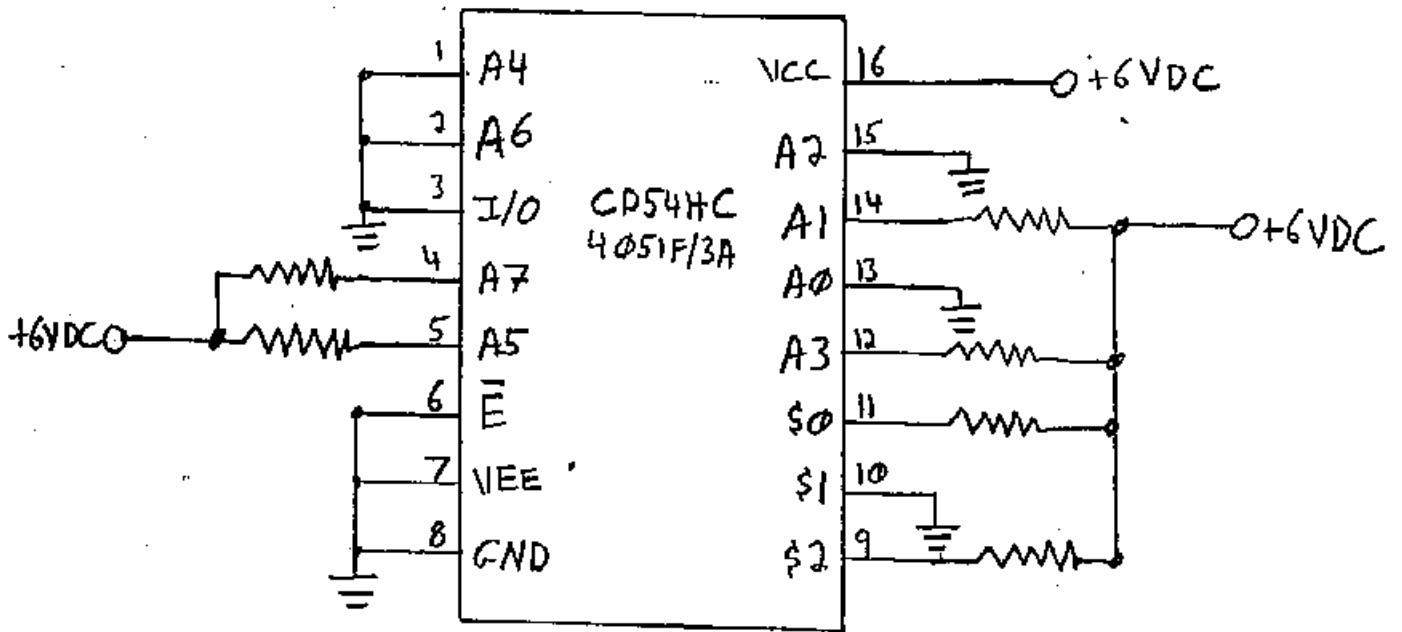 1 A4
2 A6
3 I/O
4 A7
5 A5
+6VDC
6 E̅
7 VEE
8 GND
CD54HC
4Ø51F/3A
VCC 16
+6VDC
A2 15
A1 14
+6VDC
AØ 13
A3 12
$Ø 11
$1 1Ø
$2 9